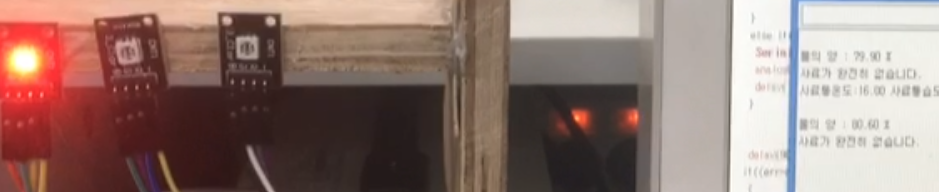 }
else if
Serial
analog
delay(
}
delay(
if((err
{
물의 양 : 79.90 %
사료가 완전히 없습니다.
사료통온도:16.00 사료통습도
물의 양 : 80.60 %
사료가 완전히 없습니다.